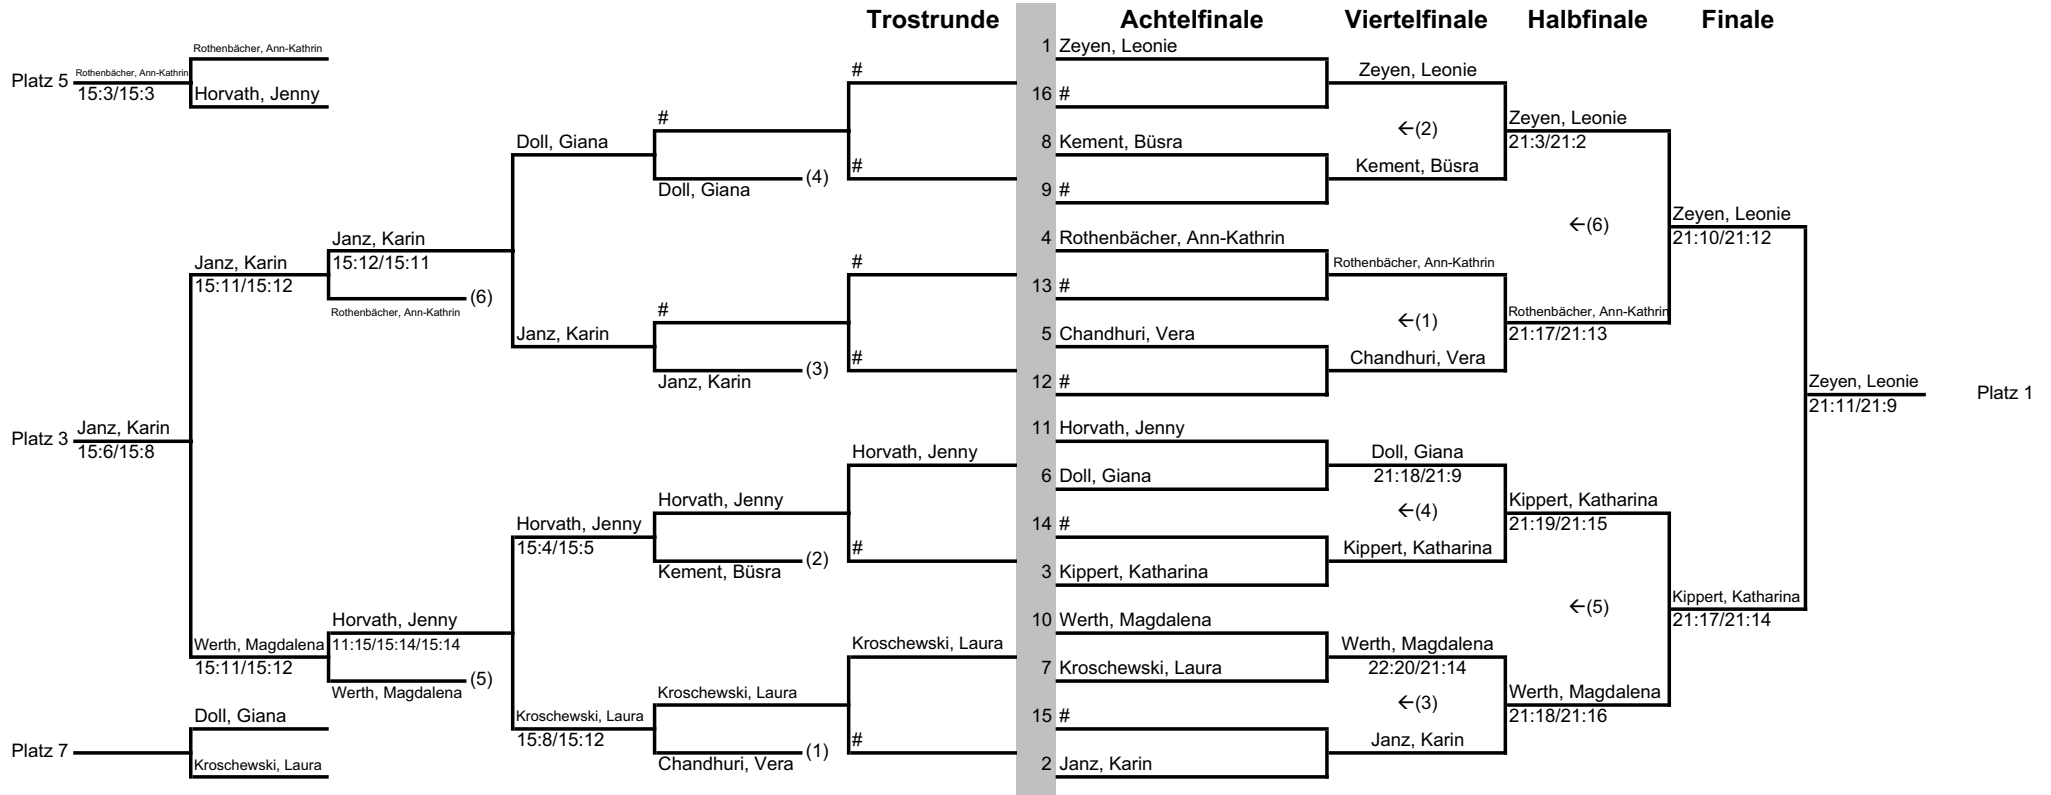 Trostrunde Achtelfinale Viertelfinale Halbfinale Finale
Rothenbächer, Ann-Kathrin
Platz 5 Rothenbächer, Ann-Kathrin
15:3/15:3
Horvath, Jenny
Janz, Karin
15:11/15:12
Platz 3 Janz, Karin
15:6/15:8
Werth, Magdalena
15:11/15:12
Doll, Giana
Platz 7
Kroschewski, Laura
Janz, Karin
15:12/15:11
(6)
Rothenbächer, Ann-Kathrin
Horvath, Jenny
11:15/15:14/15:14
(5)
Werth, Magdalena
Doll, Giana
Janz, Karin
Horvath, Jenny
15:4/15:5
Kroschewski, Laura
15:8/15:12
#
(4)
Doll, Giana
#
(3)
Janz, Karin
Horvath, Jenny
(2)
Kement, Büsra
Kroschewski, Laura
(1)
Chandhuri, Vera
#
#
#
#
Horvath, Jenny
#
Kroschewski, Laura
#
1 Zeyen, Leonie
16 #
8 Kement, Büsra
9 #
4 Rothenbächer, Ann-Kathrin
13 #
5 Chandhuri, Vera
12 #
11 Horvath, Jenny
6 Doll, Giana
14 #
3 Kippert, Katharina
10 Werth, Magdalena
7 Kroschewski, Laura
15 #
2 Janz, Karin
Zeyen, Leonie
←(2)
Kement, Büsra
Rothenbächer, Ann-Kathrin
←(1)
Chandhuri, Vera
Doll, Giana
21:18/21:9
←(4)
Kippert, Katharina
Werth, Magdalena
22:20/21:14
←(3)
Janz, Karin
Zeyen, Leonie
21:3/21:2
←(6)
Rothenbächer, Ann-Kathrin
21:17/21:13
Kippert, Katharina
21:19/21:15
←(5)
Werth, Magdalena
21:18/21:16
Zeyen, Leonie
21:10/21:12
Kippert, Katharina
21:17/21:14
Zeyen, Leonie
21:11/21:9
Platz 1